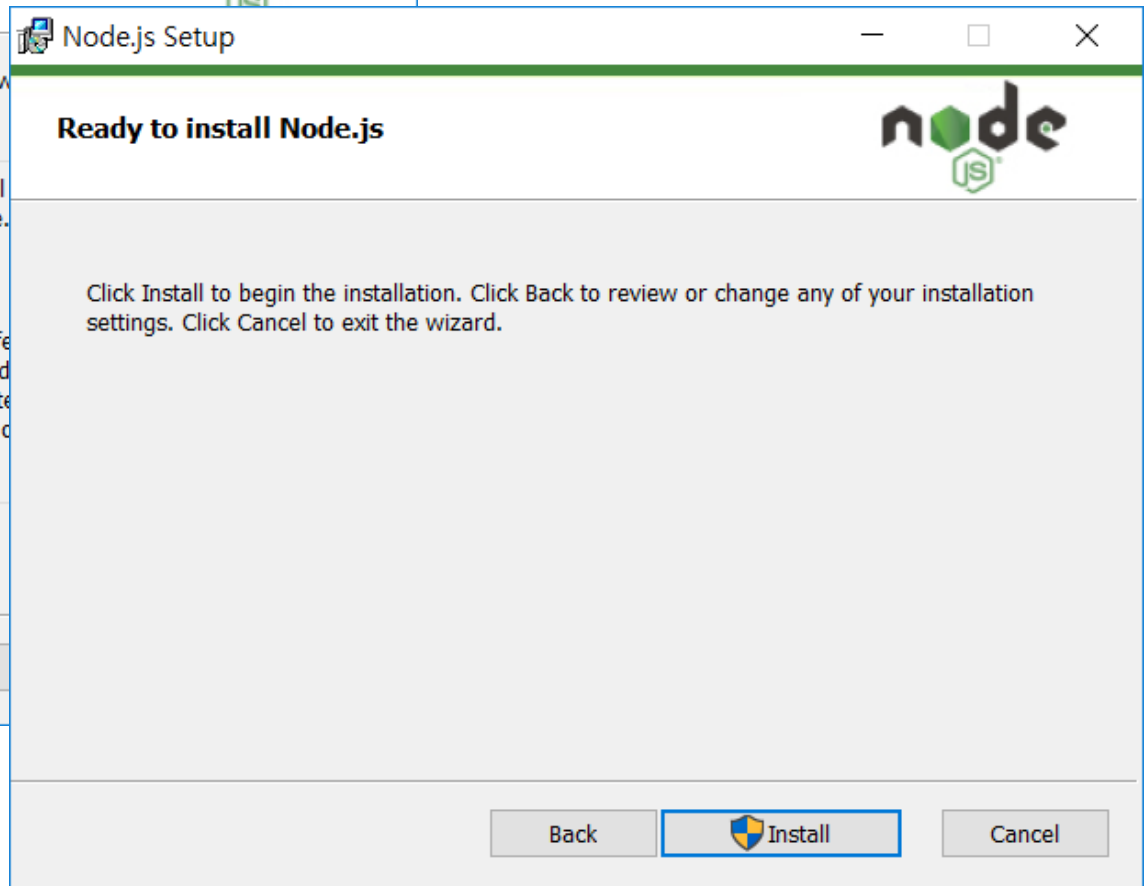 Node.js Setup
Ready to install Node.js
node
JS
Click Install to begin the installation. Click Back to review or change any of your installation
settings. Click Cancel to exit the wizard.
Back
Install
Cancel